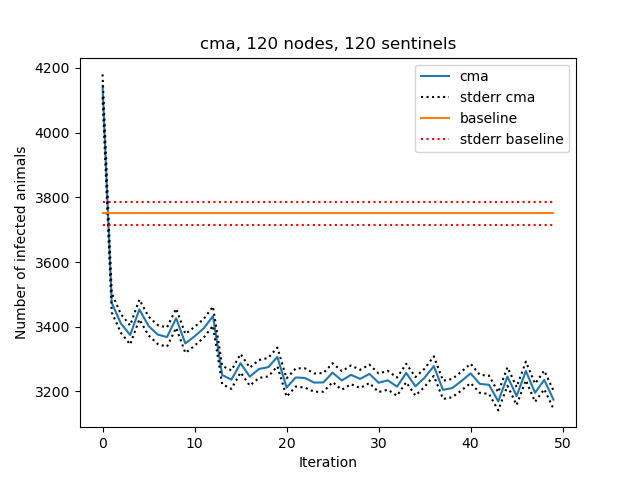 cma, 120 nodes, 120 sentinels
4200
4000
3800
3600
3400
3200
Number of infected animals
cma
stderr cma
baseline
stderr baseline
0
10
20
30
40
50
Iteration